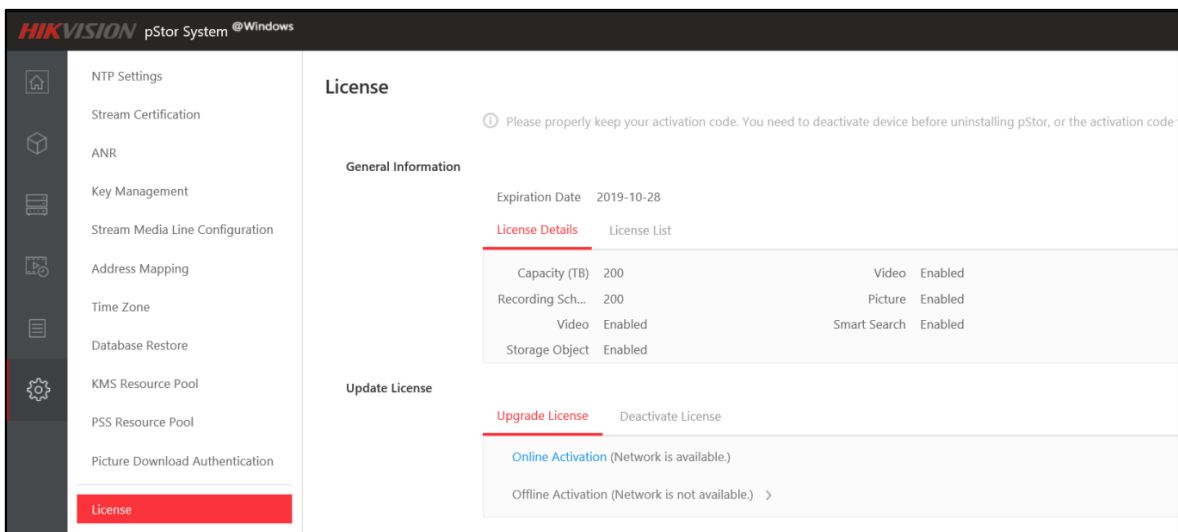 HIKVISION pStor System @Windows
NTP Settings
Stream Certification
ANR
Key Management
Stream Media Line Configuration
Address Mapping
Time Zone
Database Restore
KMS Resource Pool
PSS Resource Pool
Picture Download Authentication
License
License
Please properly keep your activation code. You need to deactivate device before uninstalling pStor, or the activation code
General Information
Expiration Date 2019-10-28
License Details License List
Capacity (TB) 200 Video Enabled
Recording Sch... 200 Picture Enabled
Video Enabled Smart Search Enabled
Storage Object Enabled
Update License
Upgrade License Deactivate License
Online Activation (Network is available.)
Offline Activation (Network is not available.) >